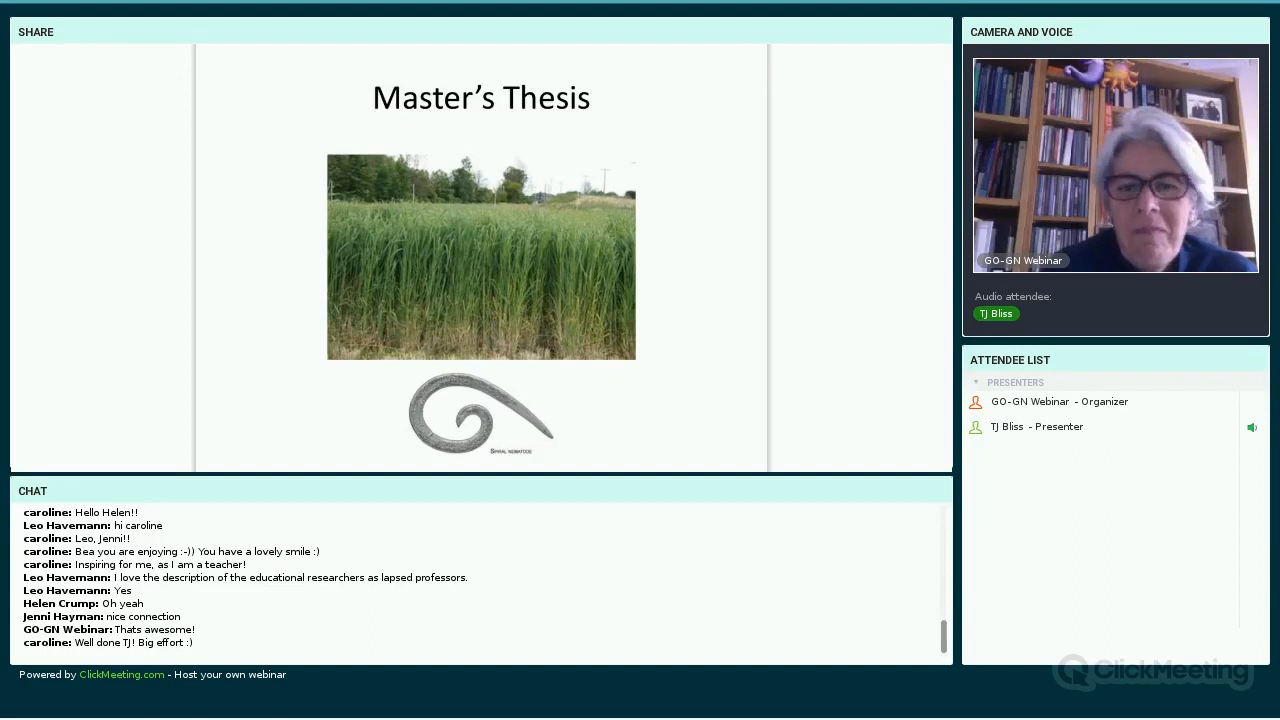 SHARE
Master's Thesis
SPIRAL NEMATODE
CAMERA AND VOICE
GO-GN Webinar
Audio attendee:
TJ Bliss
ATTENDEE LIST
PRESENTERS
GO-GN Webinar - Organizer
TJ Bliss - Presenter
CHAT
caroline: Hello Helen!!
Leo Havemann: hi caroline
caroline: Leo, Jenni!!
caroline: Bea you are enjoying :-)) You have a lovely smile :)
caroline: Inspiring for me, as I am a teacher!
Leo Havemann: I love the description of the educational researchers as lapsed professors.
Leo Havemann: Yes
Helen Crump: Oh yeah
Jenni Hayman: nice connection
GO-GN Webinar: Thats awesome!
caroline: Well done TJ! Big effort :)
Powered by ClickMeeting.com - Host your own webinar
ClickMeeting